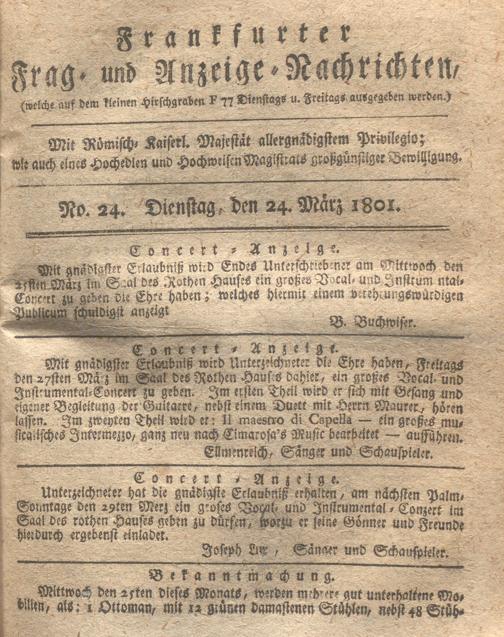 Frankfurter
Frag- und Anzeige-Nachrichten,
(welche auf dem kleinen Hirschgraben F 77 Dienstags u. Freitags ausgegeben werden.)
Mit Römisch-Kaiserl. Majestät allergnädigstem Privilegio;
wie auch eines Hochedlen und Hochweisen Magistrats großgünstiger Bewilligung.
No. 24. Dienstag, den 24. März 1801.
Concert-Anzeige.
Mit gnädigster Erlaubniß wird Endes Unterschriebener am Mittwoch den
25sten März im Saal des Rothen Hauses ein großes Vocal- und Instrumental-
Concert zu geben die Ehre haben; welches hiermit einem verehrungswürdigen
Publicum schuldigst anzeigt
B. Buchwiser.
Concert-Anzeige.
Mit gnädigster Erlaubniß wird Unterzeichneter die Ehre haben, Freitags
den 27sten März im Saal des Rothen Hauses dahier, ein großes Vocal- und
Instrumental-Concert zu geben. Im ersten Theil wird er sich mit Gesang und
eigener Begleitung der Guitarre, nebst einem Duett mit Herrn Maurer, hören
lassen. Im zweyten Theil wird er: Il maestro di Capella — ein großes mu-
sicalisches Intermezzo, ganz neu nach Cimarosa's Music bearbeitet — aufführen.
Ellmenreich, Sänger und Schauspieler.
Concert-Anzeige.
Unterzeichneter hat die gnädigste Erlaubniß erhalten, am nächsten Palm-
Sonntage den 29ten Merz ein großes Vocal- und Instrumental-Conzert im
Saal des rothen Hauses geben zu dürfen, worzu er seine Gönner und Freunde
hierdurch ergebenst einladet.
Joseph Lux, Sänger und Schauspieler.
Bekanntmachung.
Mittwoch den 25ten dieses Monats, werden mehrere gut unterhaltene Mo-
bilien, als: 1 Ottoman, mit 12 grünen damastenen Stühlen, nebst 48 Stüh-